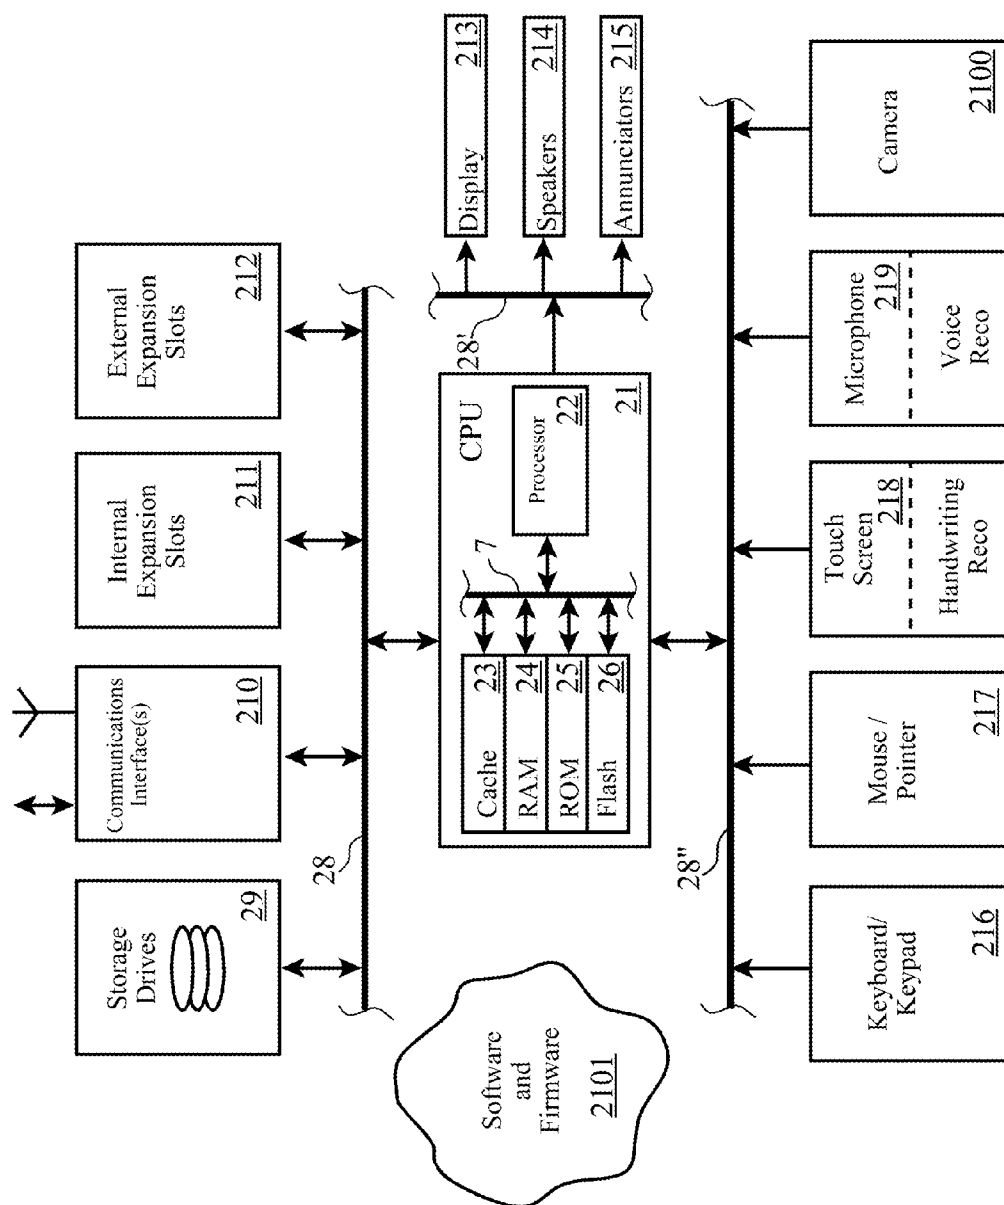 Storage
Drives
29
Communications
Interface(s)
210
Internal
Expansion
Slots
211
External
Expansion
Slots
212
28
Software
and
Firmware
2101
CPU
21
Cache 23
RAM 24
ROM 25
Flash 26
7
Processor
22
28'
Display 213
Speakers 214
Annunciators 215
28"
Keyboard/
Keypad
216
Mouse /
Pointer
217
Touch
Screen
218
Handwriting
Reco
Microphone
219
Voice
Reco
Camera
2100